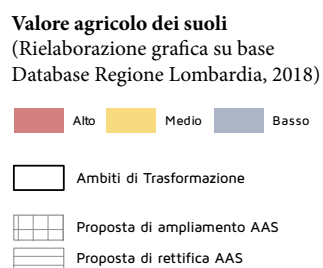 Valore agricolo dei suoli
(Rielaborazione grafica su base
Database Regione Lombardia, 2018)
Alto Medio Basso
Ambiti di Trasformazione
Proposta di ampliamento AAS
Proposta di rettifica AAS